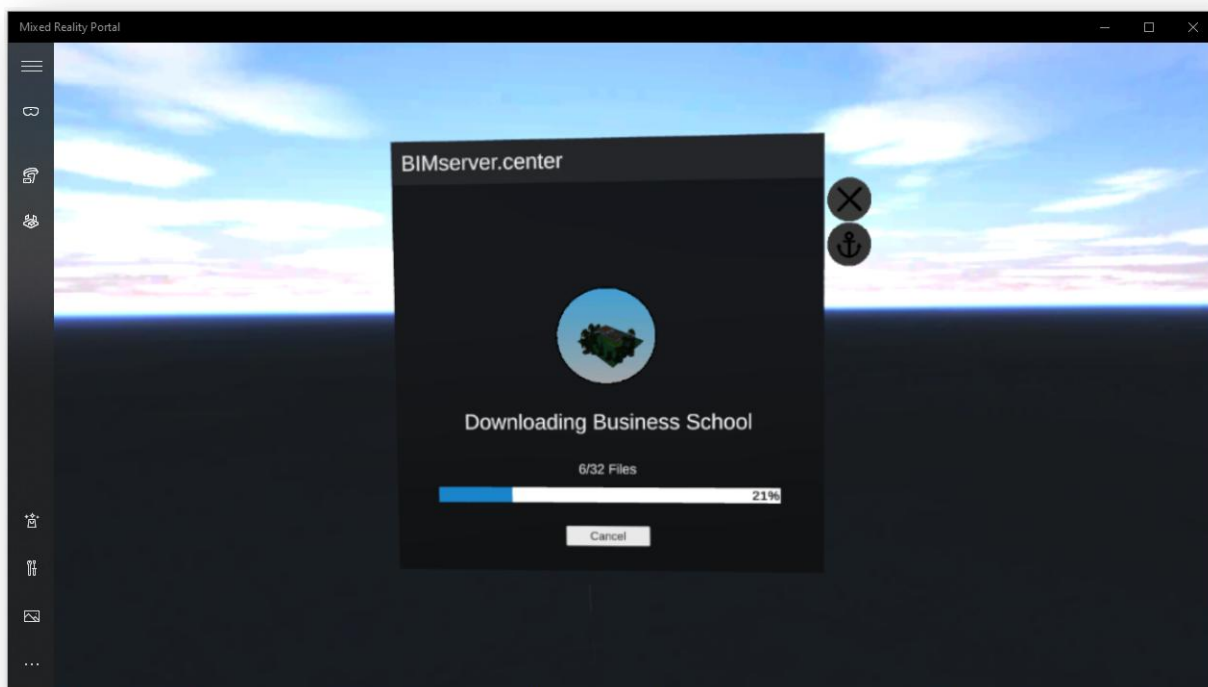 Mixed Reality Portal
BIMserver.center
Downloading Business School
6/32 Files
21%
Cancel